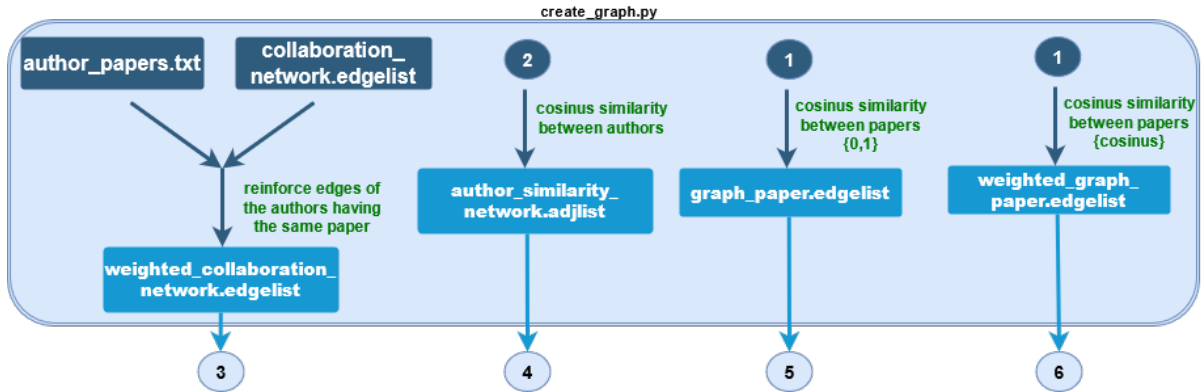 create_graph.py
author_papers.txt
collaboration_
network.edgelist
reinforce edges of
the authors having
the same paper
weighted_collaboration_
network.edgelist
3
2
cosinus similarity
between authors
author_similarity_
network.adjlist
4
1
cosinus similarity
between papers
{0,1}
graph_paper.edgelist
5
1
cosinus similarity
between papers
{cosinus}
weighted_graph_
paper.edgelist
6